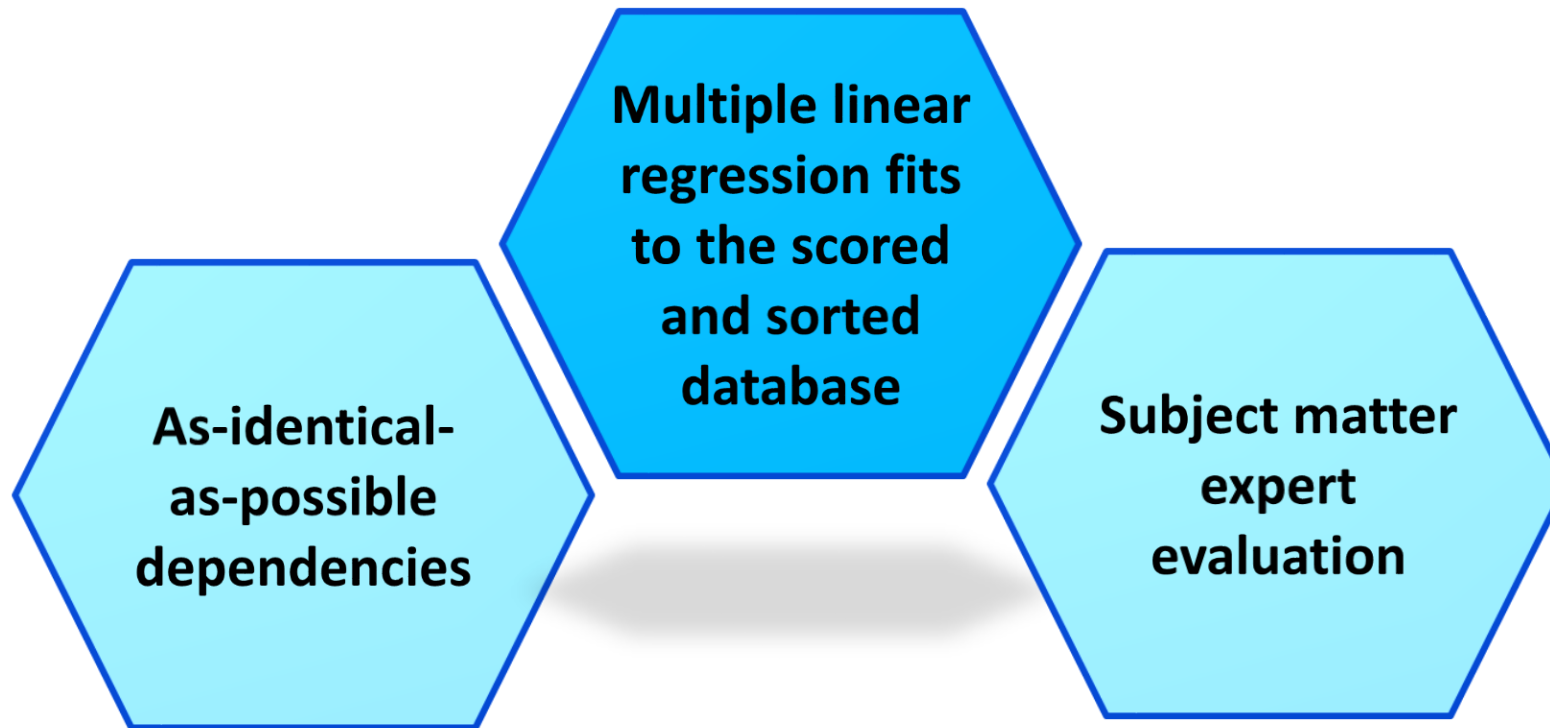 As-identical-
as-possible
dependencies
Multiple linear
regression fits
to the scored
and sorted
database
Subject matter
expert
evaluation